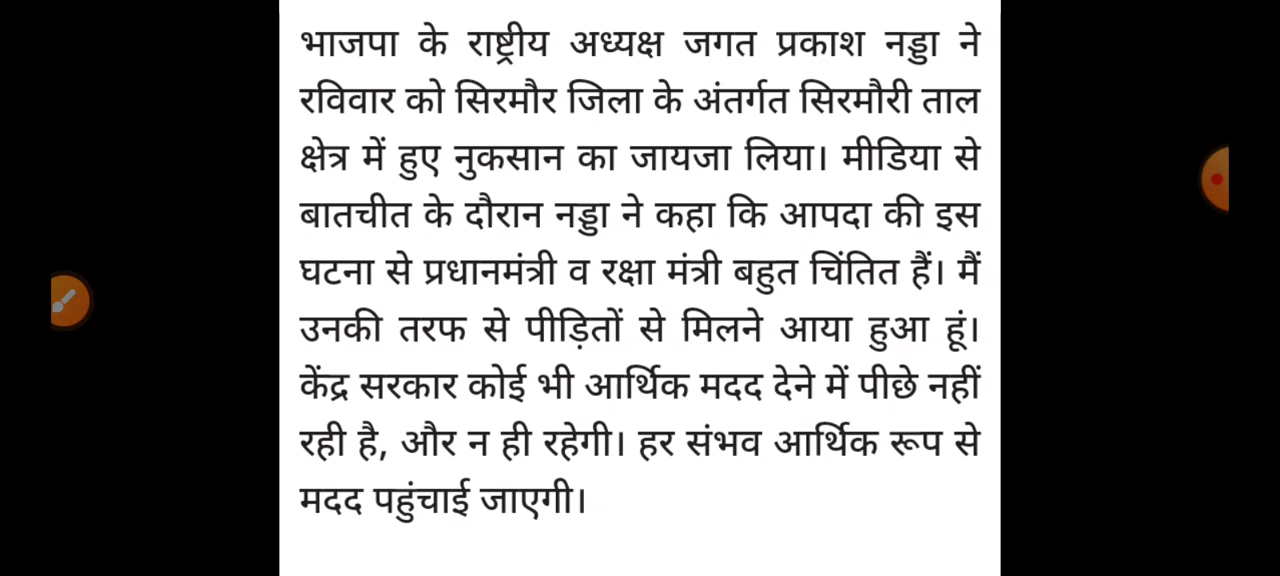 भाजपा के राष्ट्रीय अध्यक्ष जगत प्रकाश नड्डा ने
रविवार को सिरमौर जिला के अंतर्गत सिरमौरी ताल
क्षेत्र में हुए नुकसान का जायजा लिया। मीडिया से
बातचीत के दौरान नड्डा ने कहा कि आपदा की इस
घटना से प्रधानमंत्री व रक्षा मंत्री बहुत चिंतित हैं। मैं
उनकी तरफ से पीड़ितों से मिलने आया हुआ हूं।
केंद्र सरकार कोई भी आर्थिक मदद देने में पीछे नहीं
रही है, और न ही रहेगी। हर संभव आर्थिक रूप से
मदद पहुंचाई जाएगी।